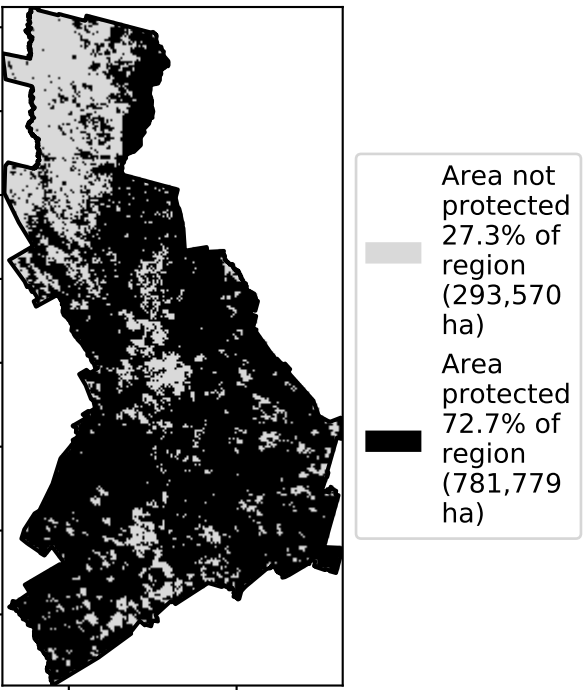 Area not
protected
27.3% of
region
(293,570
ha)
Area
protected
72.7% of
region
(781,779
ha)